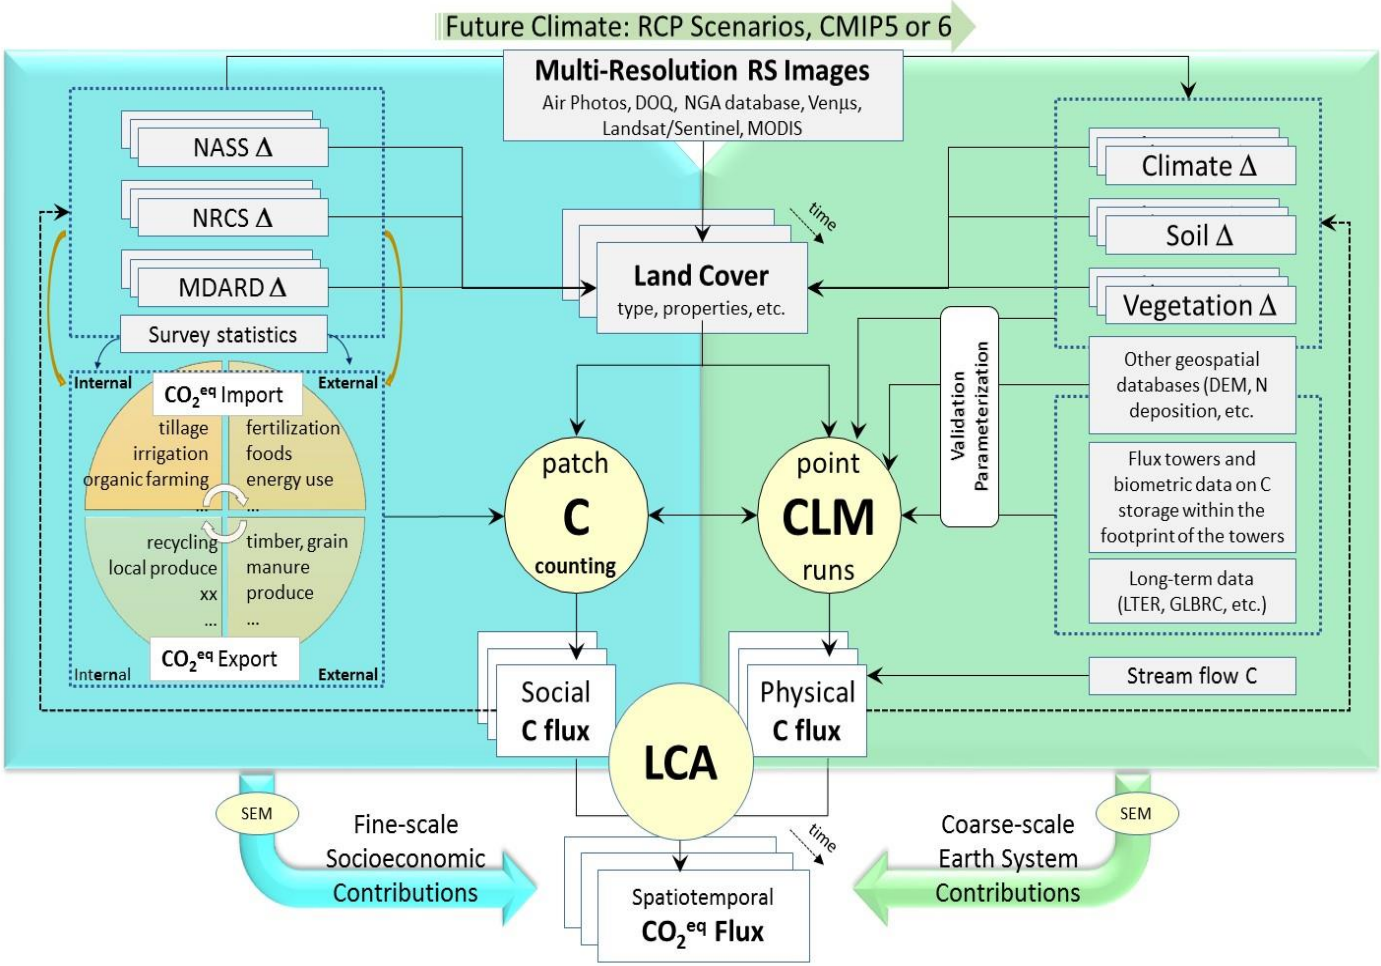 Future Climate: RCP Scenarios, CMIP5 or 6
Multi-Resolution RS Images
Air Photos, DOQ, NGA database, Venμs,
Landsat/Sentinel, MODIS
NASS Δ
NRCS Δ
MDARD Δ
Survey statistics
Internal
External
CO₂ᵉᑫ Import
tillage
irrigation
organic farming
...
fertilization
foods
energy use
...
recycling
local produce
xx
...
timber, grain
manure
produce
...
CO₂ᵉᑫ Export
Internal
External
time
Land Cover
type, properties, etc.
Climate Δ
Soil Δ
Vegetation Δ
Validation
Parameterization
Other geospatial
databases (DEM, N
deposition, etc.
Flux towers and
biometric data on C
storage within the
footprint of the towers
Long-term data
(LTER, GLBRC, etc.)
Stream flow C
patch
C
counting
point
CLM
runs
Social
C flux
Physical
C flux
LCA
SEM
Fine-scale
Socioeconomic
Contributions
SEM
Coarse-scale
Earth System
Contributions
time
Spatiotemporal
CO₂ᵉᑫ Flux